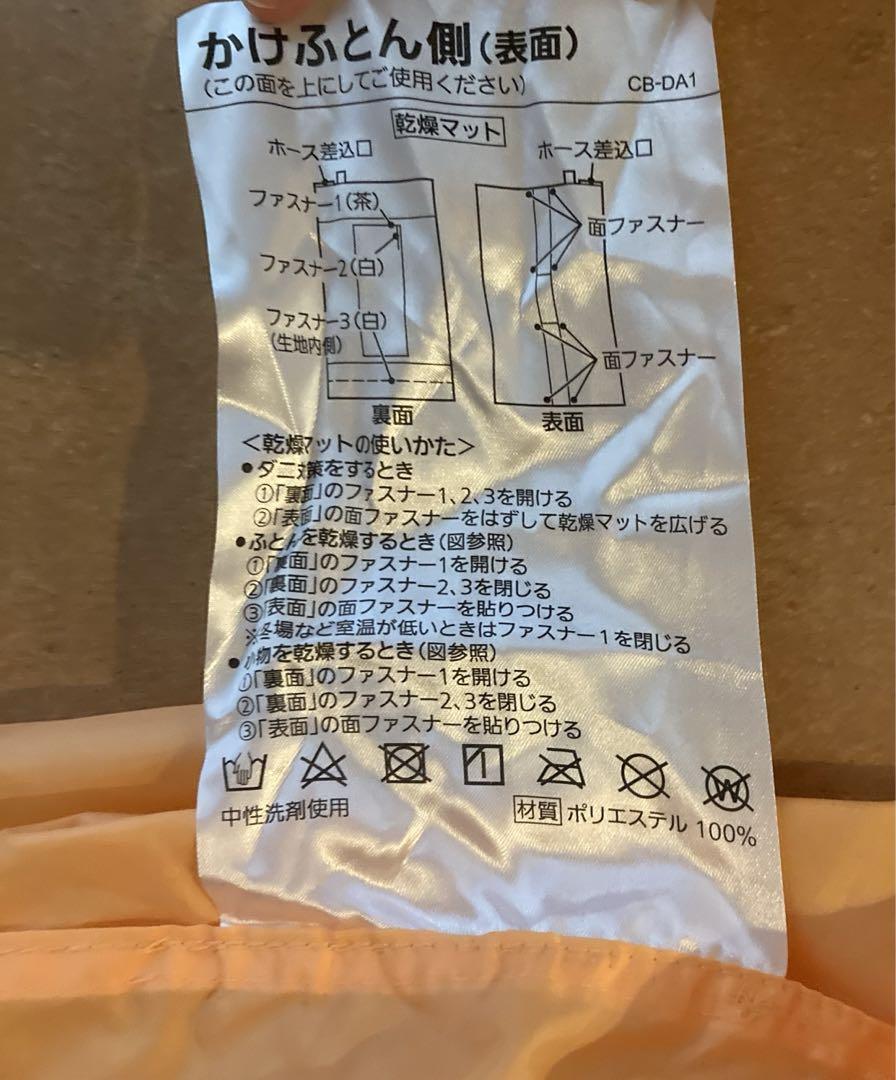 かけふとん側(表面)
(この面を上にしてご使用ください)
CB-DA1
乾燥マット
ホース差込口
ホース差込口
ファスナー1(茶)
面ファスナー
ファスナー2(白)
ファスナー3(白)
(生地内側)
面ファスナー
裏面
表面
<乾燥マットの使いかた>
●ダニ対策をするとき
①「裏面」のファスナー1、2、3を開ける
②「表面」の面ファスナーをはずして乾燥マットを広げる
●ふとんを乾燥するとき(図参照)
①「裏面」のファスナー1を開ける
②「裏面」のファスナー2、3を閉じる
③「表面」の面ファスナーを貼りつける
※冬場など室温が低いときはファスナー1を閉じる
●小物を乾燥するとき(図参照)
①「裏面」のファスナー1を開ける
②「裏面」のファスナー2、3を閉じる
③「表面」の面ファスナーを貼りつける
W
中性洗剤使用
材質 ポリエステル 100%